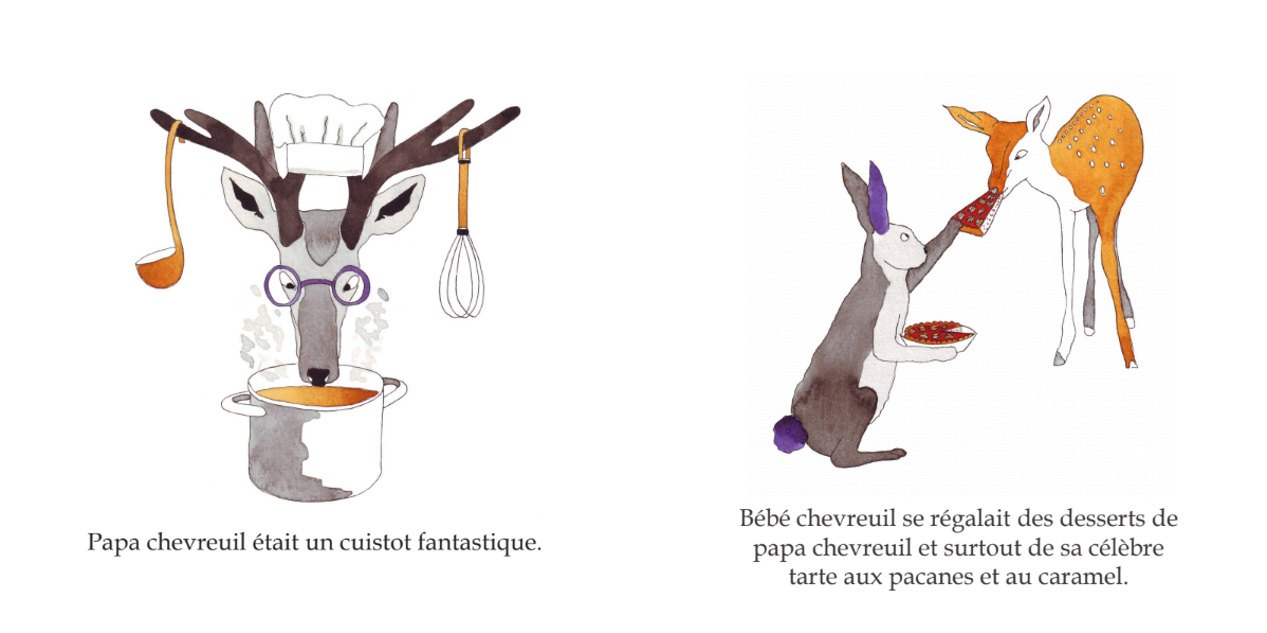 Papa chevreuil était un cuistot fantastique.
Bébé chevreuil se régalait des desserts de
papa chevreuil et surtout de sa célèbre
tarte aux pacanes et au caramel.